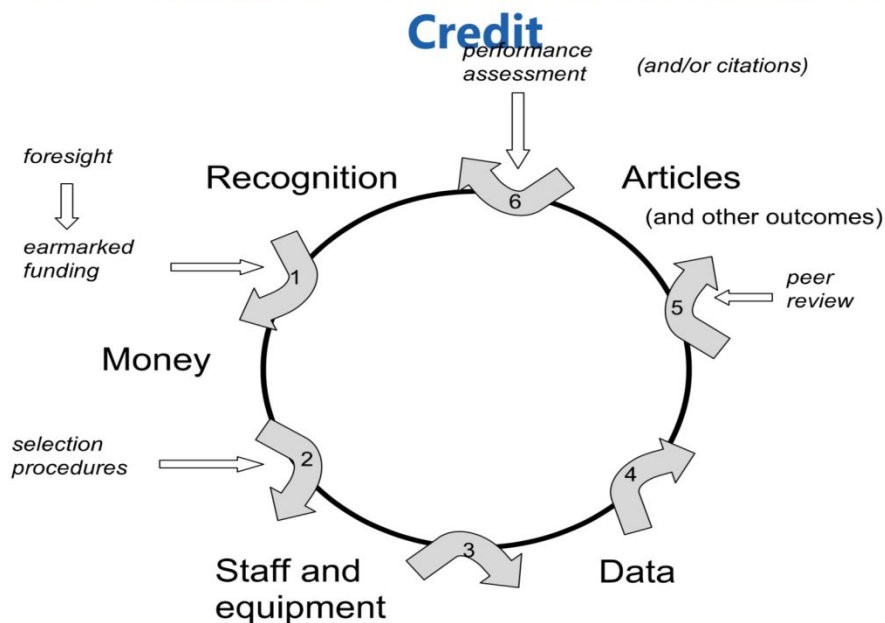 Credit
performance
assessment
(and/or citations)
foresight
Recognition
6
Articles
(and other outcomes)
earmarked
funding
1
5
peer
review
Money
selection
procedures
2
4
3
Staff and
equipment
Data